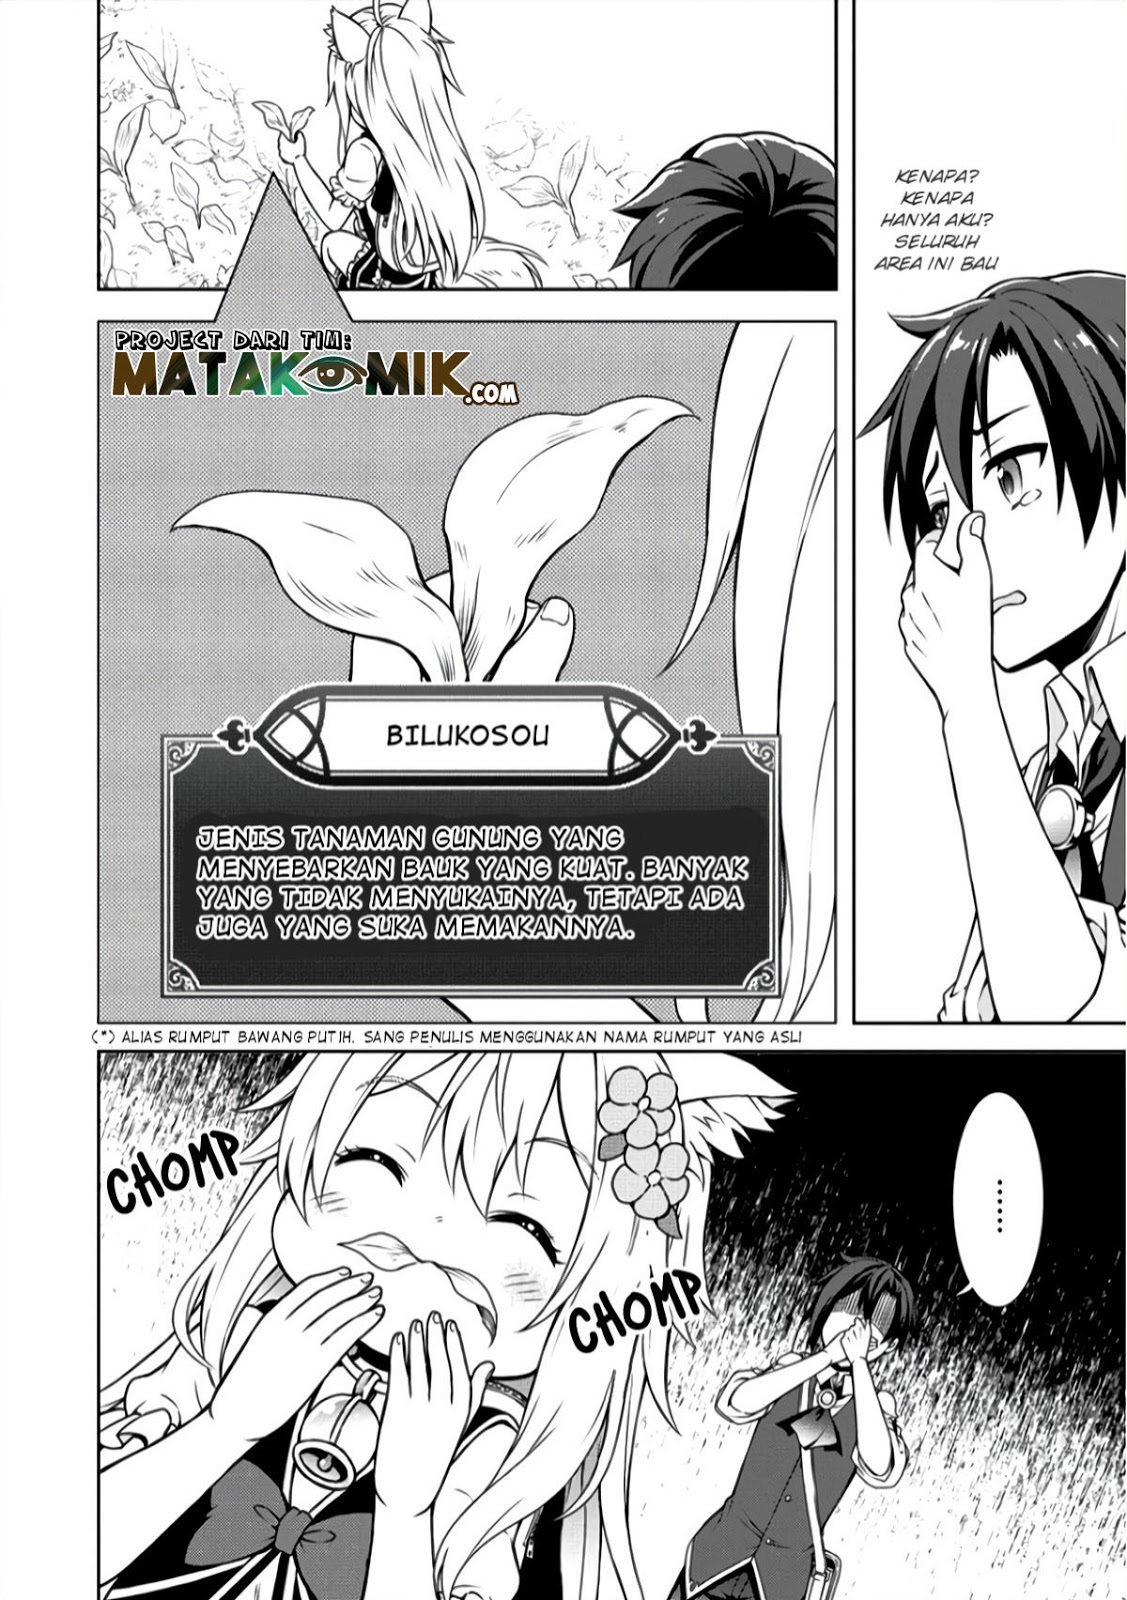 KENAPA?
KENAPA
HANYA AKU?
SELURUH
AREA INI BAU
PROJECT DARI TIM:
MATAKOMIK
.COM
BILUKOSOU
JENIS TANAMAN GUNUNG YANG
MENYEBARKAN BAUK YANG KUAT. BANYAK
YANG TIDAK MENYUKAINYA, TETAPI ADA
JUGA YANG SUKA MEMAKANNYA.
(*) ALIAS RUMPUT BAWANG PUTIH. SANG PENULIS MENGGUNAKAN NAMA RUMPUT YANG ASLI
CHOMP
CHOMP
......